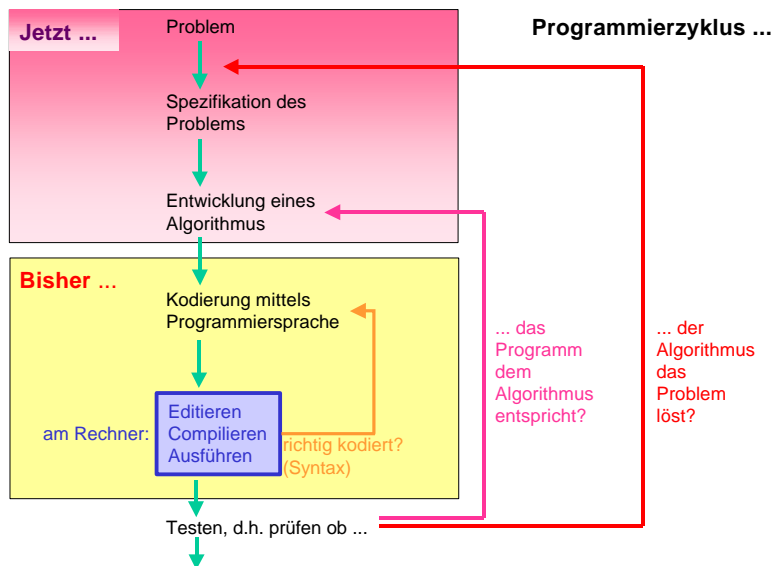 Jetzt ...
Problem
Programmierzyklus ...
Spezifikation des
Problems
Entwicklung eines
Algorithmus
Bisher ...
Kodierung mittels
Programmiersprache
... das
Programm
dem
Algorithmus
entspricht?
... der
Algorithmus
das
Problem
löst?
am Rechner:
Editieren
Compilieren
Ausführen
richtig kodiert?
(Syntax)
Testen, d.h. prüfen ob ...